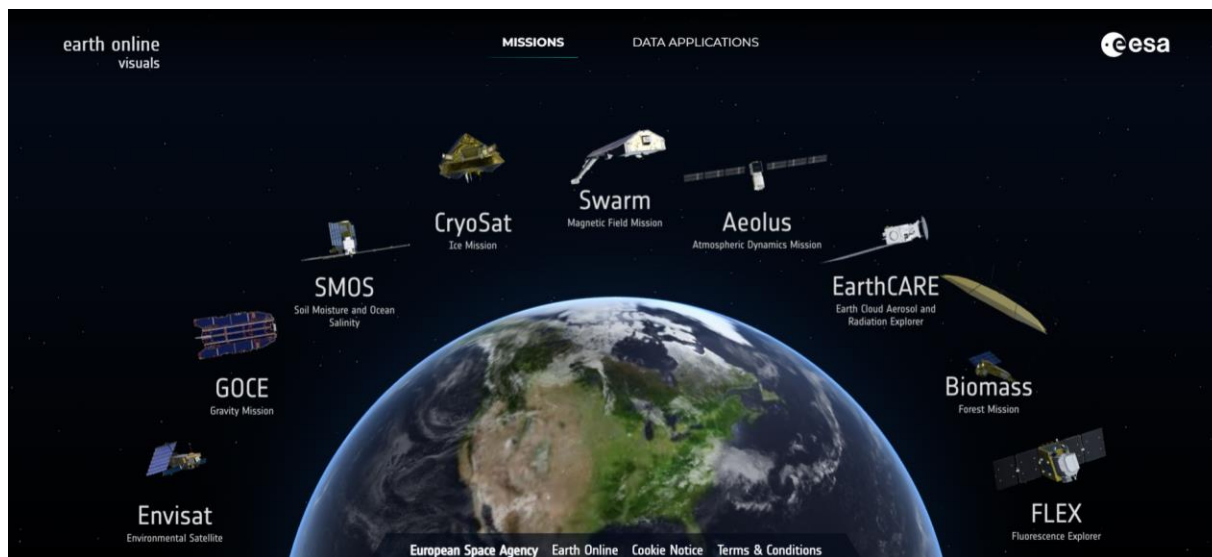 earth online
visuals
MISSIONS
DATA APPLICATIONS
eesa
CryoSat
Ice Mission
Swarm
Magnetic Field Mission
Aeolus
Atmospheric Dynamics Mission
SMOS
Soil Moisture and Ocean
Salinity
EarthCARE
Earth Cloud Aerosol and
Radiation Explorer
GOCE
Gravity Mission
Biomass
Forest Mission
Envisat
Environmental Satellite
FLEX
Fluorescence Explorer
European Space Agency Earth Online Cookie Notice Terms & Conditions